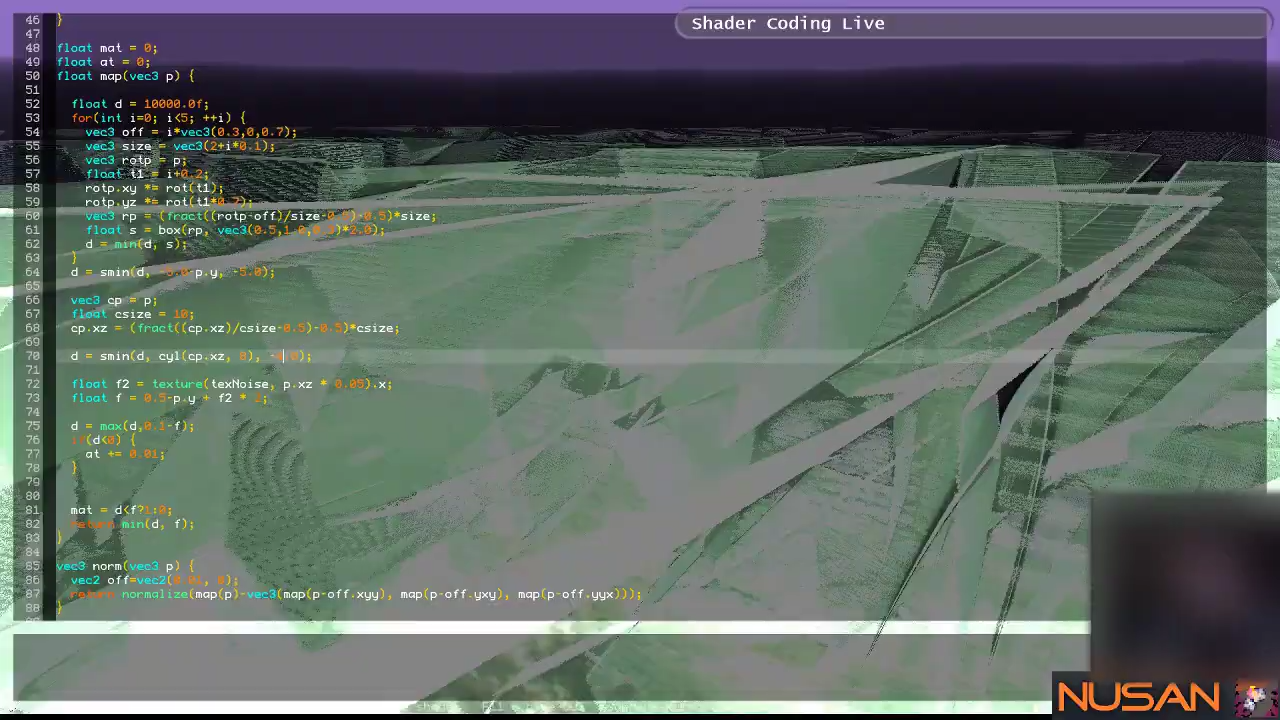 Shader Coding Live
46 }
47
48 float mat = 0;
49 float at = 0;
50 float map(vec3 p) {
51
52 float d = 10000.0f;
53 for(int i=0; i<5; ++i) {
54 vec3 off = i*vec3(0.3,0,0.7);
55 vec3 size = vec3(2+i*0.1);
56 vec3 rotp = p;
57 float t1 = i+0.2;
58 rotp.xy *= rot(t1);
59 rotp.yz *= rot(t1*0.7);
60 vec3 rp = (fract((rotp-off)/size-0.5)-0.5)*size;
61 float s = box(rp, vec3(0.5,1.0,0.3)*2.0);
62 d = min(d, s);
63 }
64 d = smin(d, -5.0-p.y, -5.0);
65
66 vec3 cp = p;
67 float csize = 10;
68 cp.xz = (fract((cp.xz)/csize-0.5)-0.5)*csize;
69
70 d = smin(d, cyl(cp.xz, 8),
71
72 float f2 = texture(texNoise, p.xz * 0.05).x;
73 float f = 0.5-p.y + f2 * 1;
74
75 d = max(d,0.1-f);
76 if(d<0) {
77 at += 0.01;
78 }
79
80
81 mat = d<f?1:0;
82 return min(d, f);
83 }
84
85 vec3 norm(vec3 p) {
86 vec2 off=vec2(0.01, 0);
87 return normalize(map(p)-vec3(map(p-off.xyy), map(p-off.yxy), map(p-off.yyx)));
88 }
NUSAN